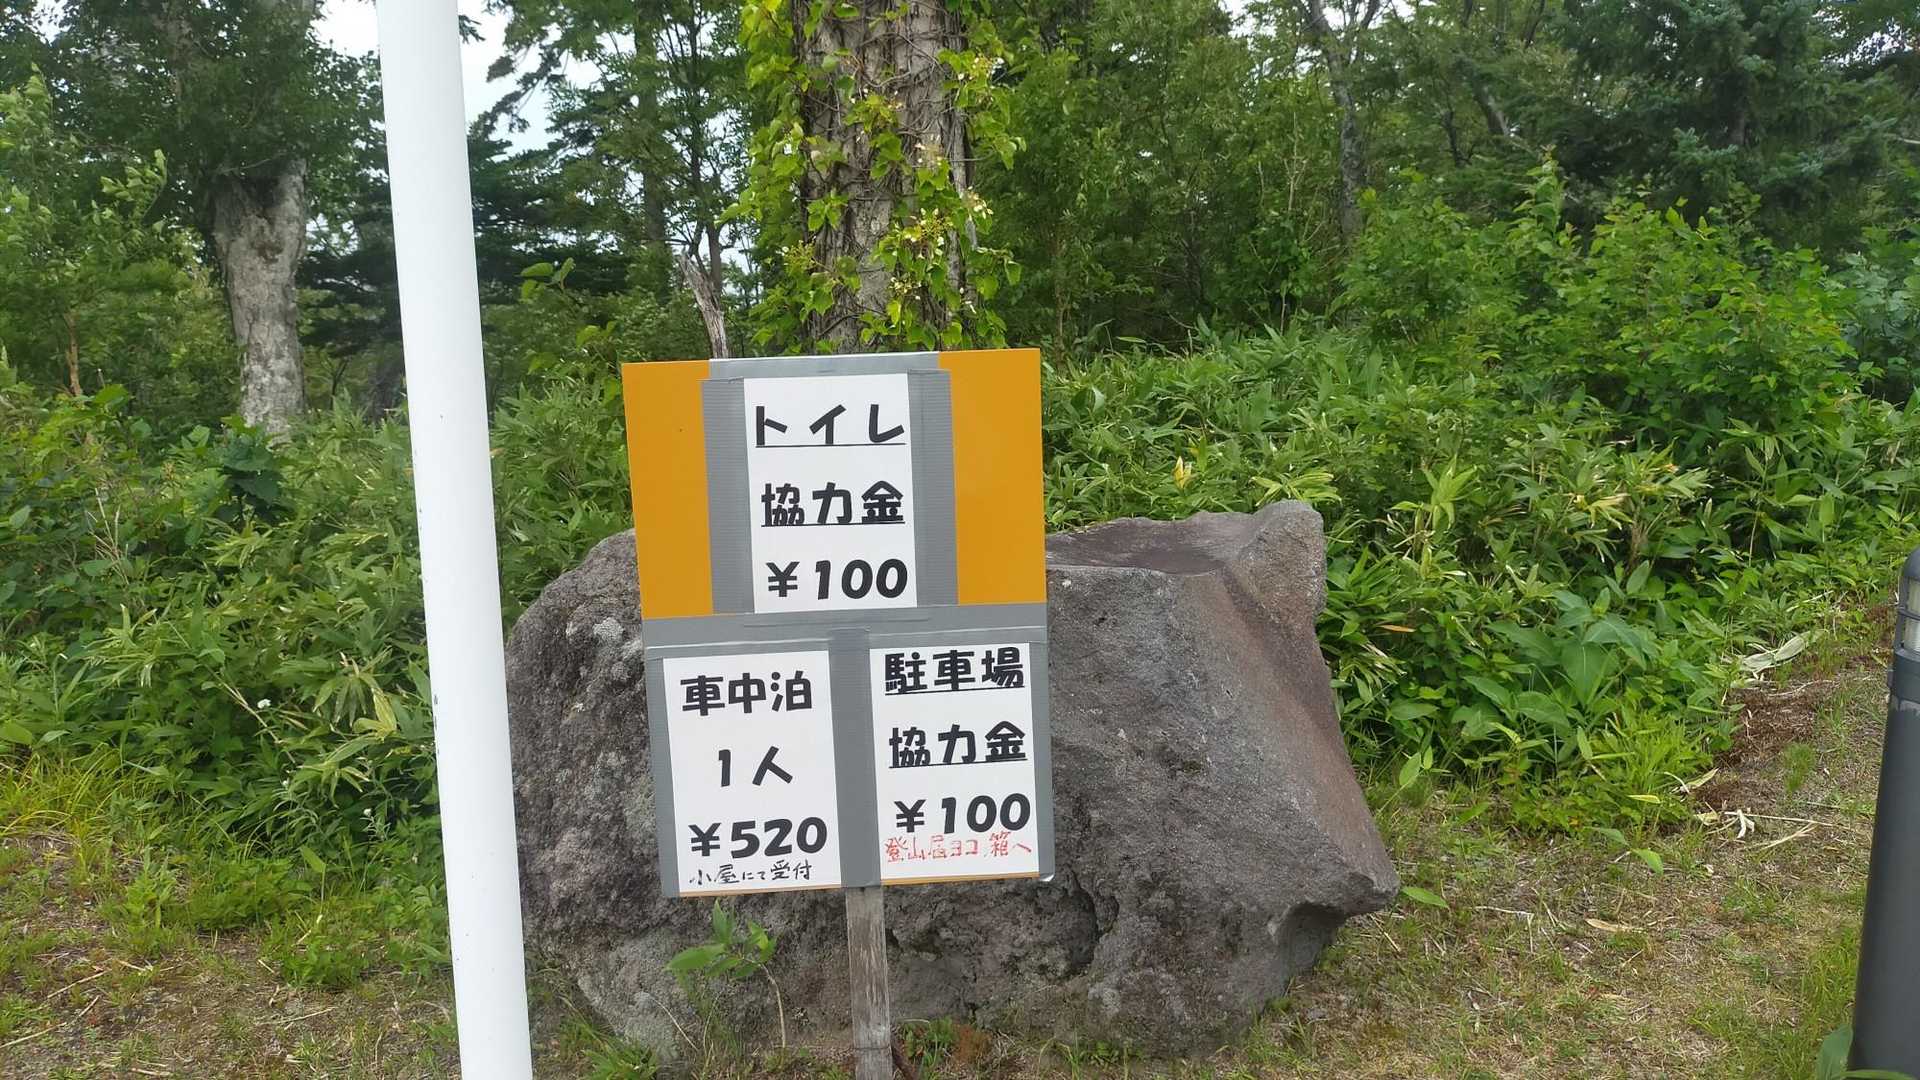 トイレ
協力金
¥100
車中泊
1人
¥520
小屋にて受付
駐車場
協力金
¥100
登山届ヨコ箱へ